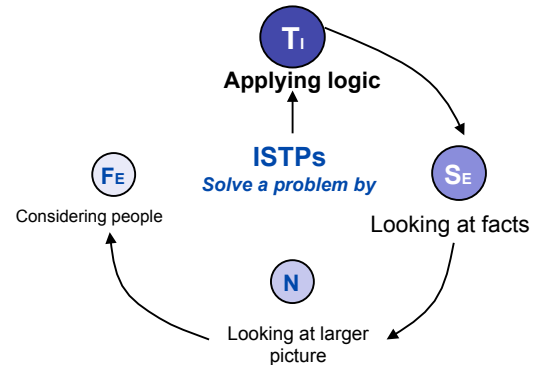 TI
Applying logic
ISTPs
Solve a problem by
FE
Considering people
SE
Looking at facts
N
Looking at larger
picture